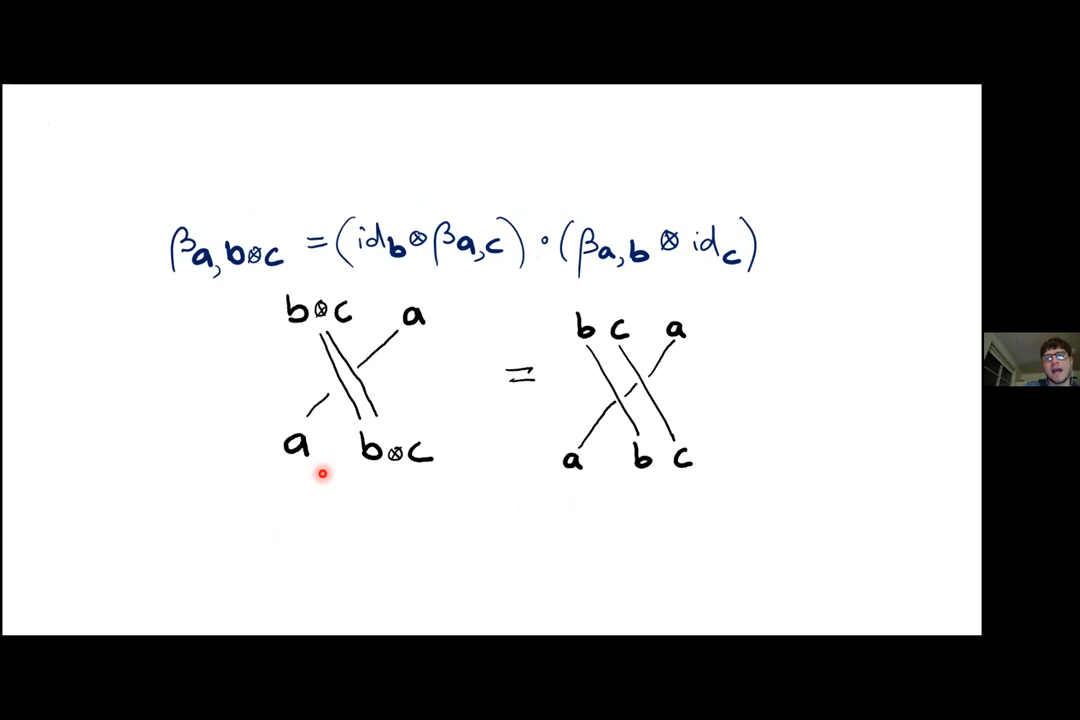 βa,b⊗c = (idb⊗βa,c) · (βa,b ⊗ idc)
b⊗c a b c a
=
a b⊗c a b c